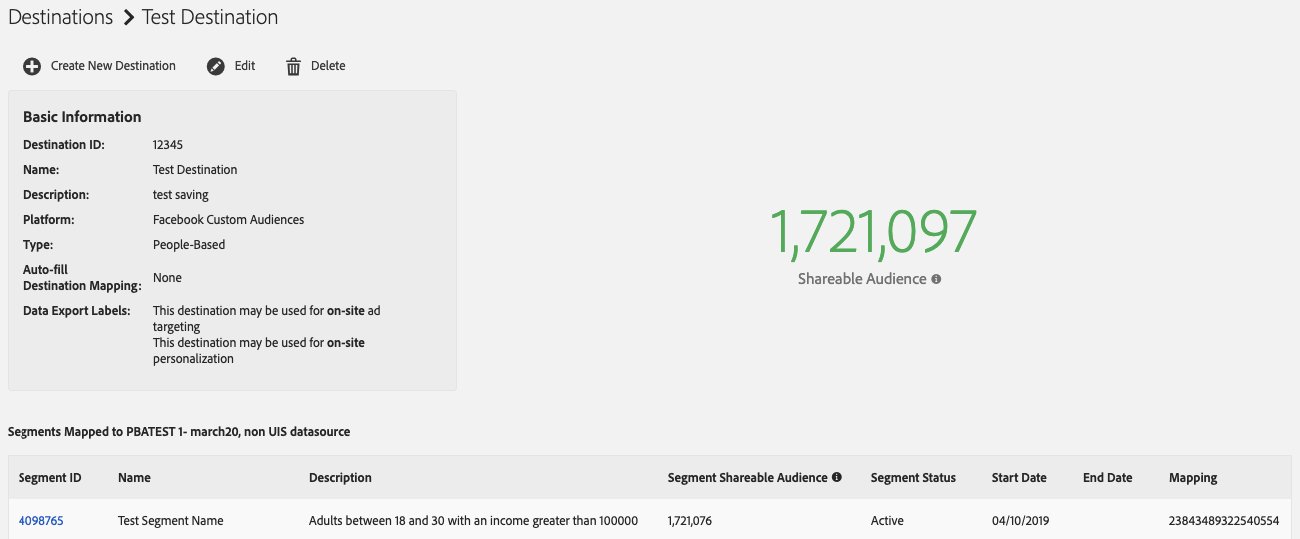 Destinations > Test Destination
Create New Destination Edit Delete
Basic Information
Destination ID: 12345
Name: Test Destination
Description: test saving
Platform: Facebook Custom Audiences
Type: People-Based
Auto-fill
Destination Mapping: None
Data Export Labels: This destination may be used for on-site ad
targeting
This destination may be used for on-site
personalization
1,721,097
Shareable Audience
Segments Mapped to PBATEST 1- march20, non UIS datasource
Segment ID Name Description Segment Shareable Audience Segment Status Start Date End Date Mapping
4098765 Test Segment Name Adults between 18 and 30 with an income greater than 100000 1,721,076 Active 04/10/2019 23843489322540554